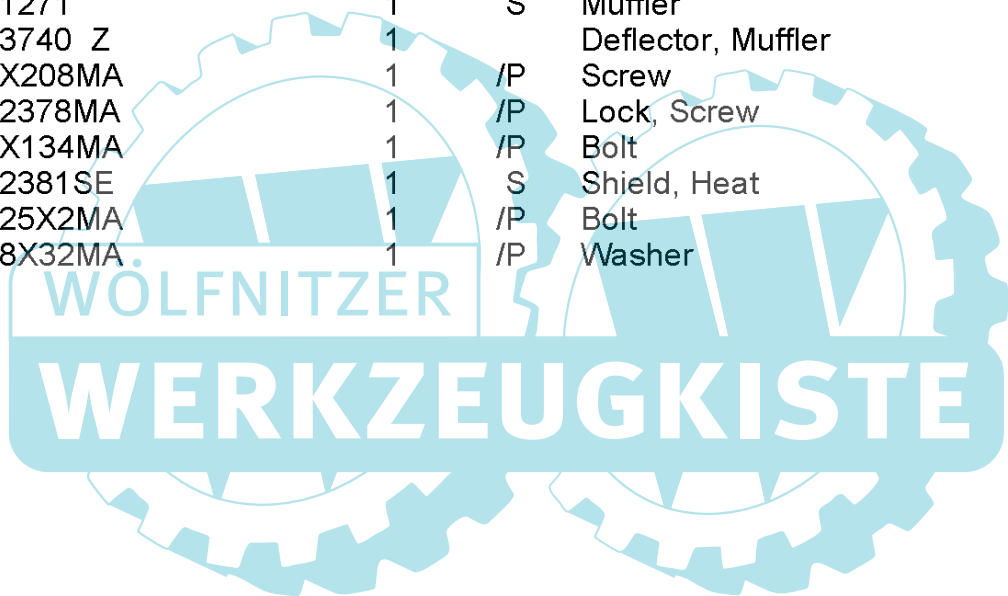 1271 1 S Muffler
3740 Z 1 Deflector, Muffler
X208MA 1 /P Screw
2378MA 1 /P Lock, Screw
X134MA 1 /P Bolt
2381SE 1 S Shield, Heat
25X2MA 1 /P Bolt
8X32MA 1 /P Washer
WÖLFNITZER
WERKZEUGKISTE